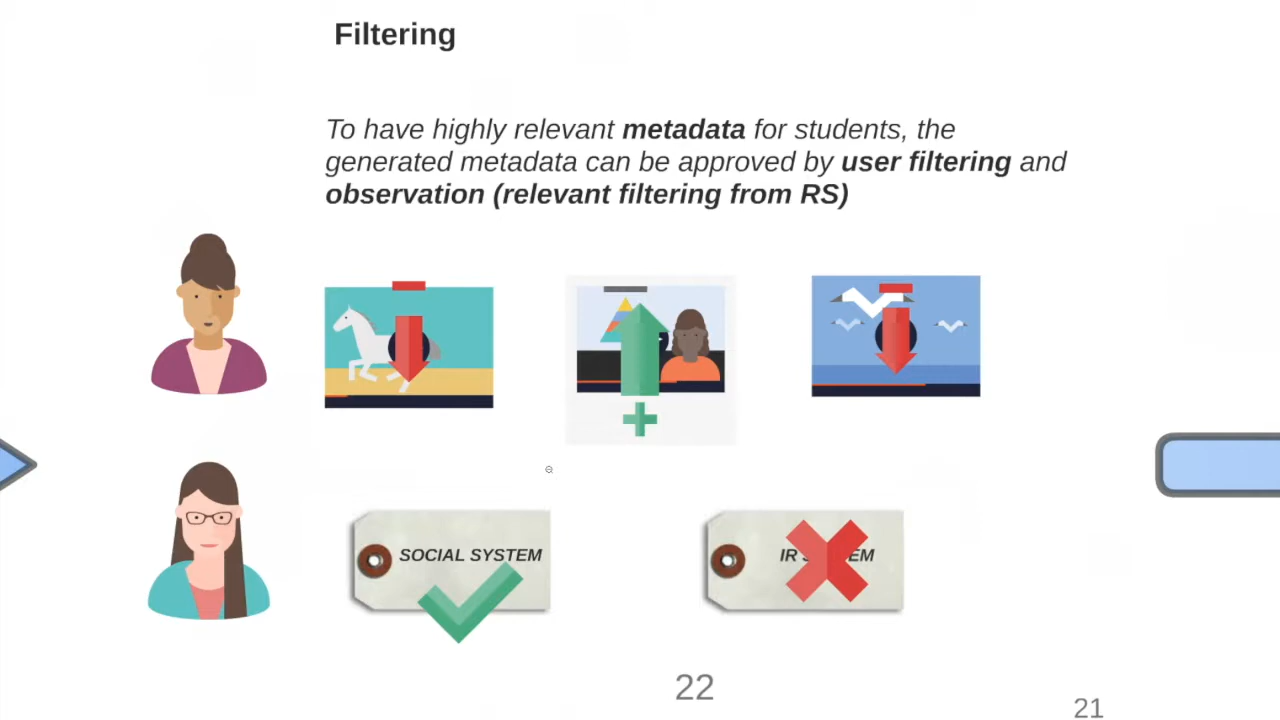 Filtering
To have highly relevant metadata for students, the
generated metadata can be approved by user filtering and
observation (relevant filtering from RS)
SOCIAL SYSTEM
IR
22
21